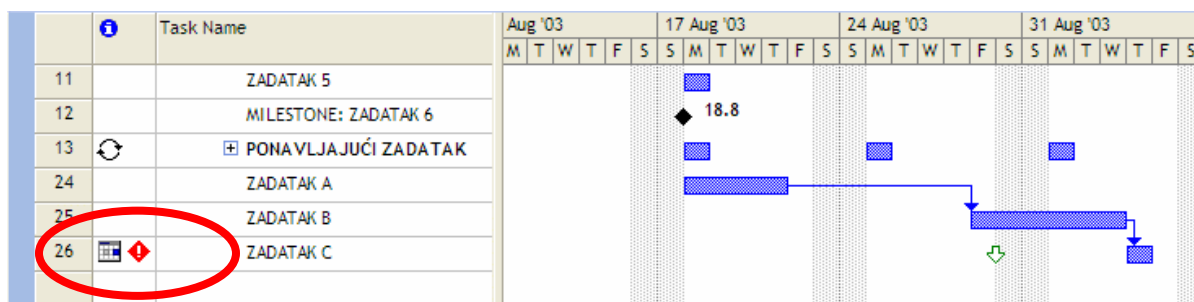 Task Name Aug '03 17 Aug '03 24 Aug '03 31 Aug '03
M T W T F S S M T W T F S S M T W T F S S M T W T F S
11 ZADATAK 5
12 MILESTONE: ZADATAK 6 18.8
13 PONAVLJAJUĆI ZADATAK
24 ZADATAK A
25 ZADATAK B
26 ZADATAK C